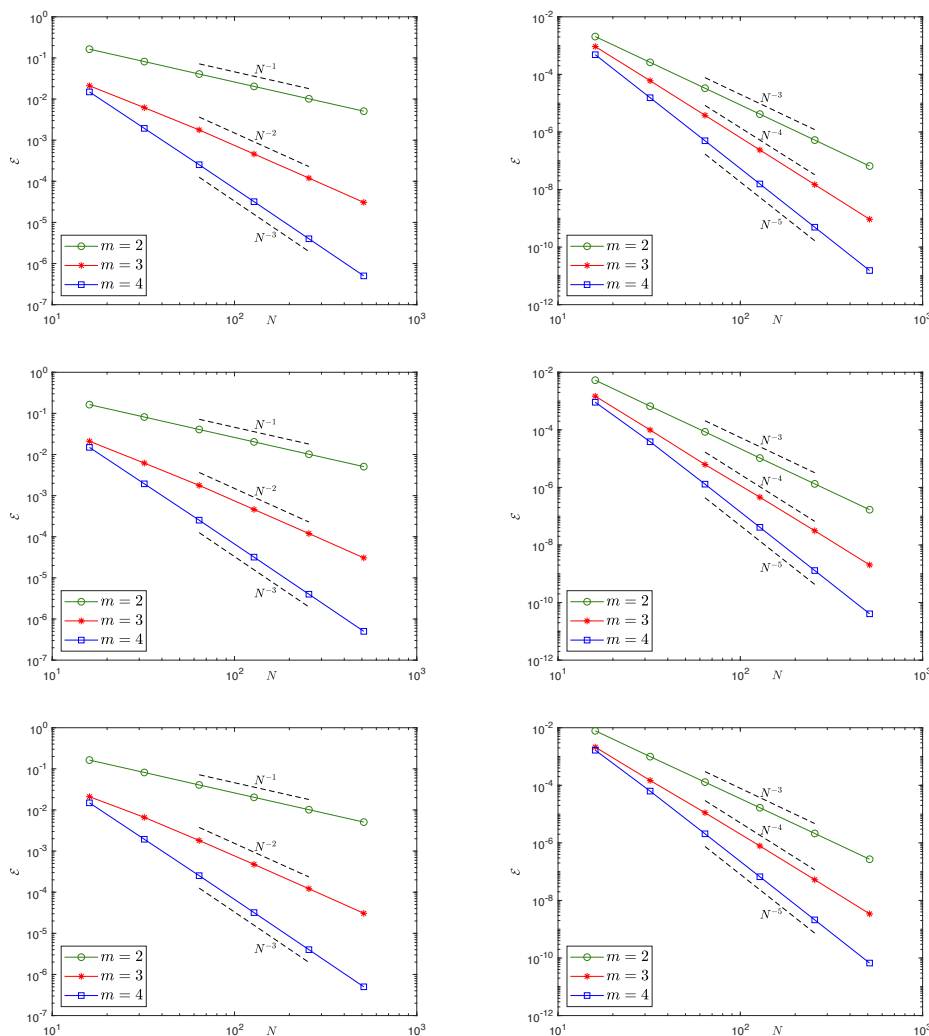 10^0
10^-1
10^-2
10^-3
10^-4
10^-5
10^-6
10^-7
ℰ
N^-1
N^-2
N^-3
m = 2
m = 3
m = 4
10^1
10^2
10^3
N
10^-2
10^-4
10^-6
10^-8
10^-10
10^-12
ℰ
N^-3
N^-4
N^-5
m = 2
m = 3
m = 4
10^1
10^2
10^3
N
10^0
10^-1
10^-2
10^-3
10^-4
10^-5
10^-6
10^-7
ℰ
N^-1
N^-2
N^-3
m = 2
m = 3
m = 4
10^1
10^2
10^3
N
10^-2
10^-4
10^-6
10^-8
10^-10
10^-12
ℰ
N^-3
N^-4
N^-5
m = 2
m = 3
m = 4
10^1
10^2
10^3
N
10^0
10^-1
10^-2
10^-3
10^-4
10^-5
10^-6
10^-7
ℰ
N^-1
N^-2
N^-3
m = 2
m = 3
m = 4
10^1
10^2
10^3
N
10^-2
10^-4
10^-6
10^-8
10^-10
10^-12
ℰ
N^-3
N^-4
N^-5
m = 2
m = 3
m = 4
10^1
10^2
10^3
N